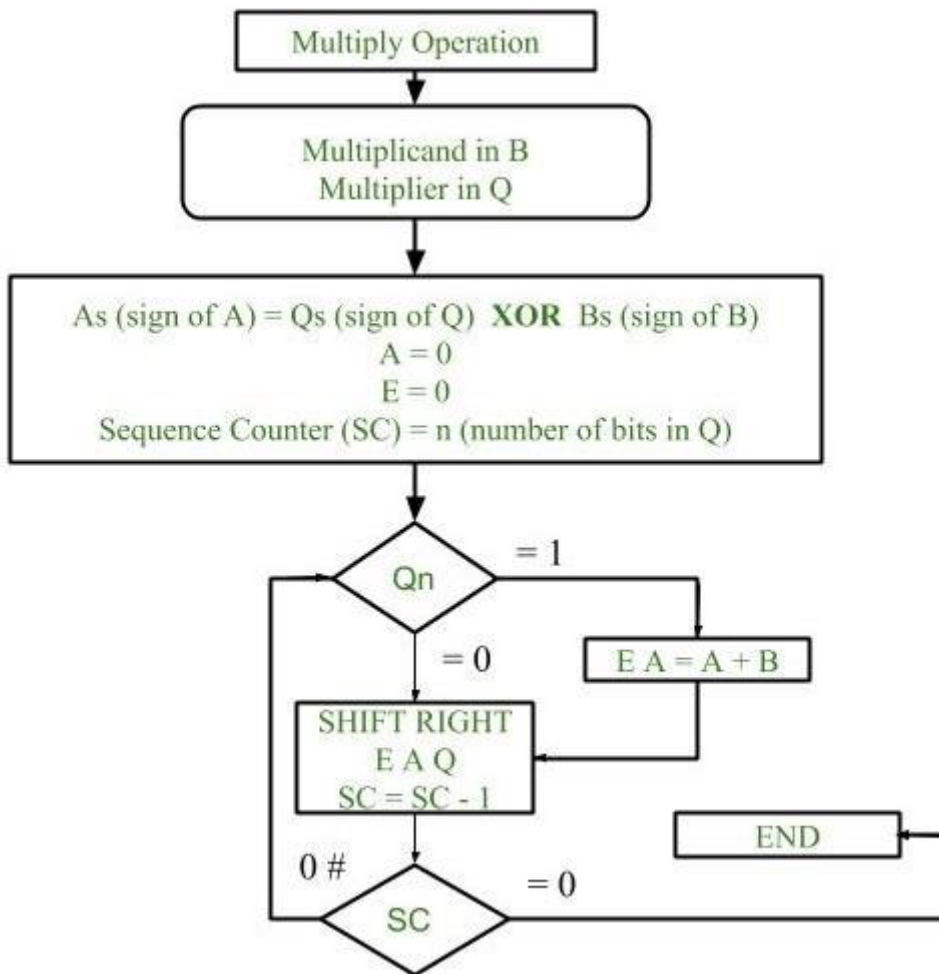 Multiply Operation
Multiplicand in B
Multiplier in Q
As (sign of A) = Qs (sign of Q) XOR Bs (sign of B)
A = 0
E = 0
Sequence Counter (SC) = n (number of bits in Q)
Qn
= 1
= 0
E A = A + B
SHIFT RIGHT
E A Q
SC = SC - 1
END
0 #
= 0
SC